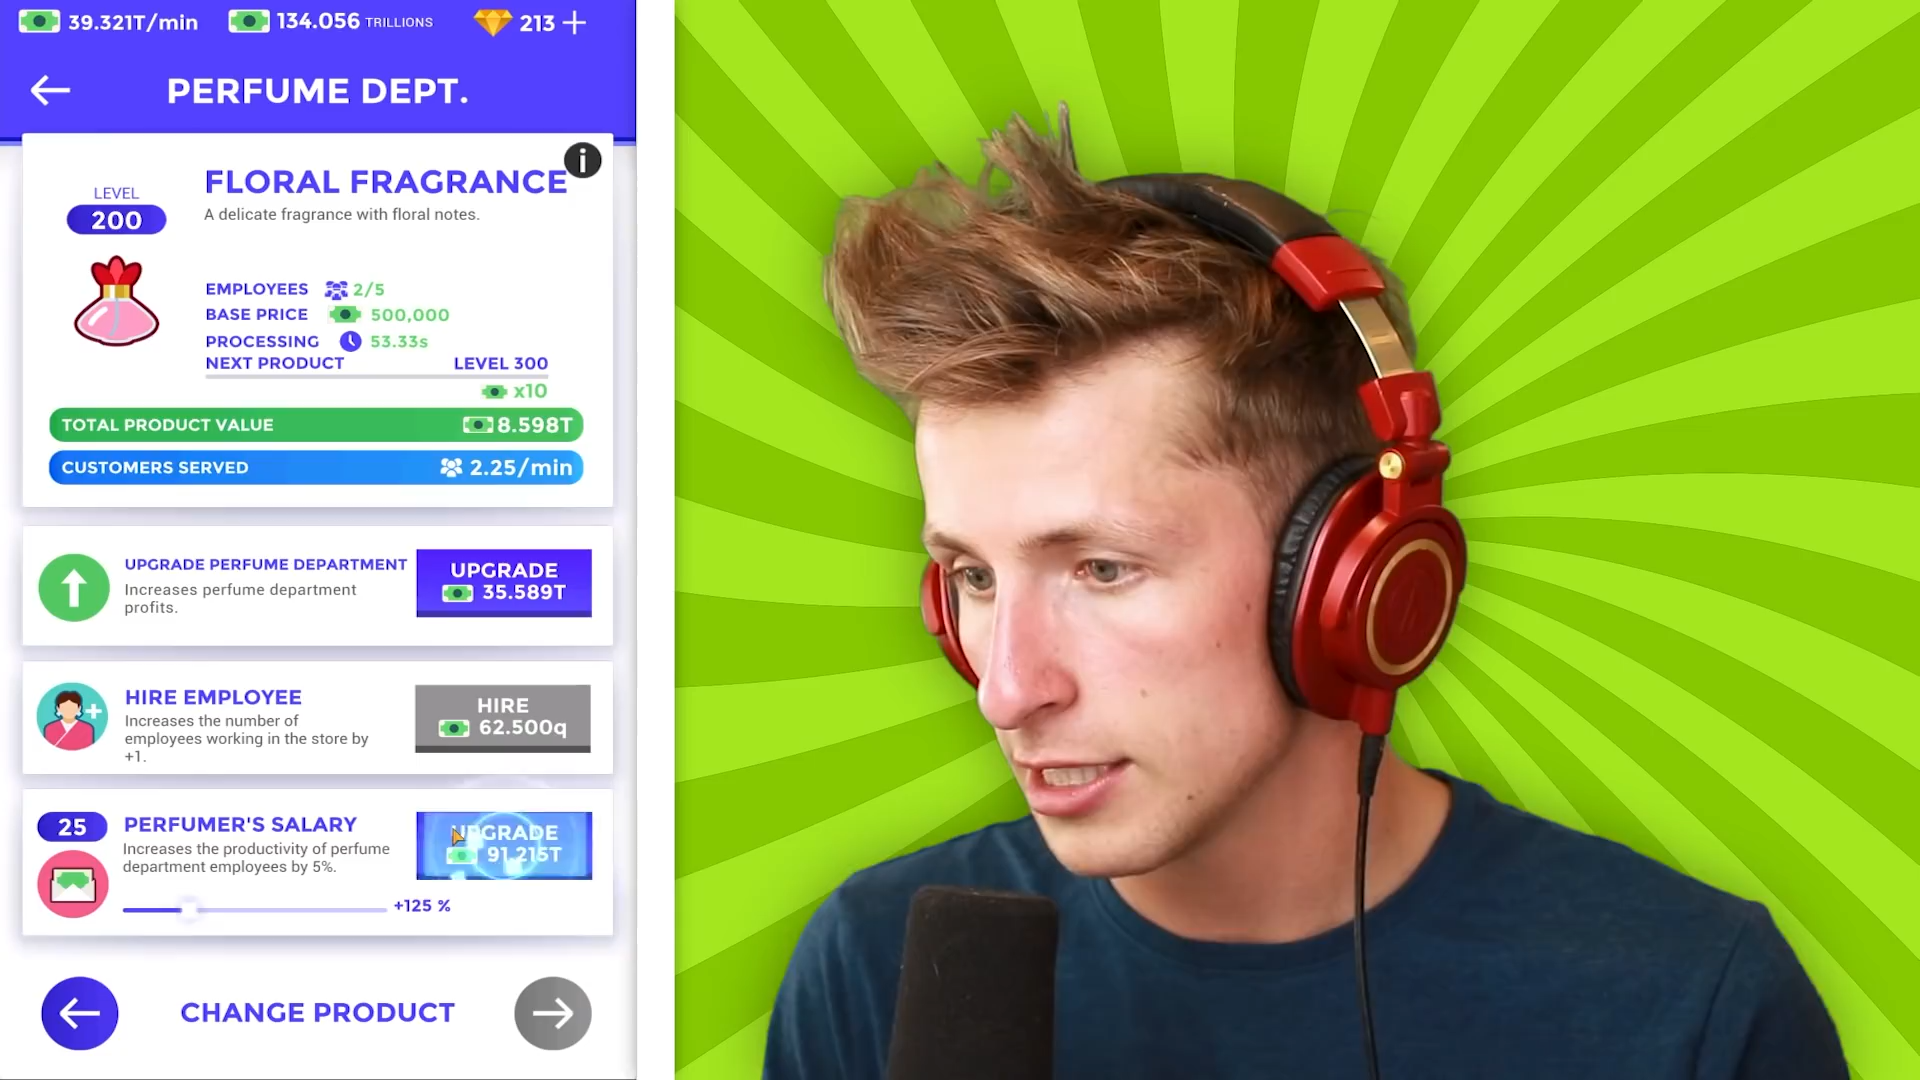 39.321T/min 134.056 TRILLIONS 213 +
PERFUME DEPT.
i
FLORAL FRAGRANCE
A delicate fragrance with floral notes.
LEVEL
200
EMPLOYEES 2/5
BASE PRICE 500,000
PROCESSING 53.33s
NEXT PRODUCT LEVEL 300
x10
TOTAL PRODUCT VALUE 8.598T
CUSTOMERS SERVED 2.25/min
UPGRADE PERFUME DEPARTMENT
Increases perfume department
profits.
UPGRADE
35.589T
HIRE EMPLOYEE
Increases the number of
employees working in the store by
+1.
HIRE
62.500q
25
PERFUMER'S SALARY
Increases the productivity of perfume
department employees by 5%.
+125 %
UPGRADE
91.215T
CHANGE PRODUCT